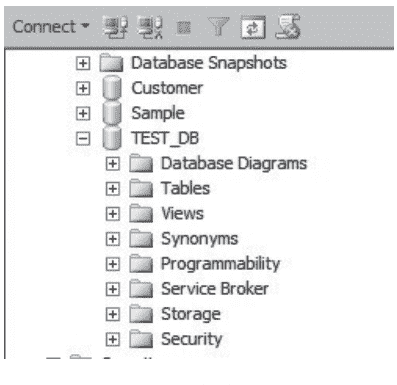 Connect
Database Snapshots
Customer
Sample
TEST_DB
Database Diagrams
Tables
Views
Synonyms
Programmability
Service Broker
Storage
Security